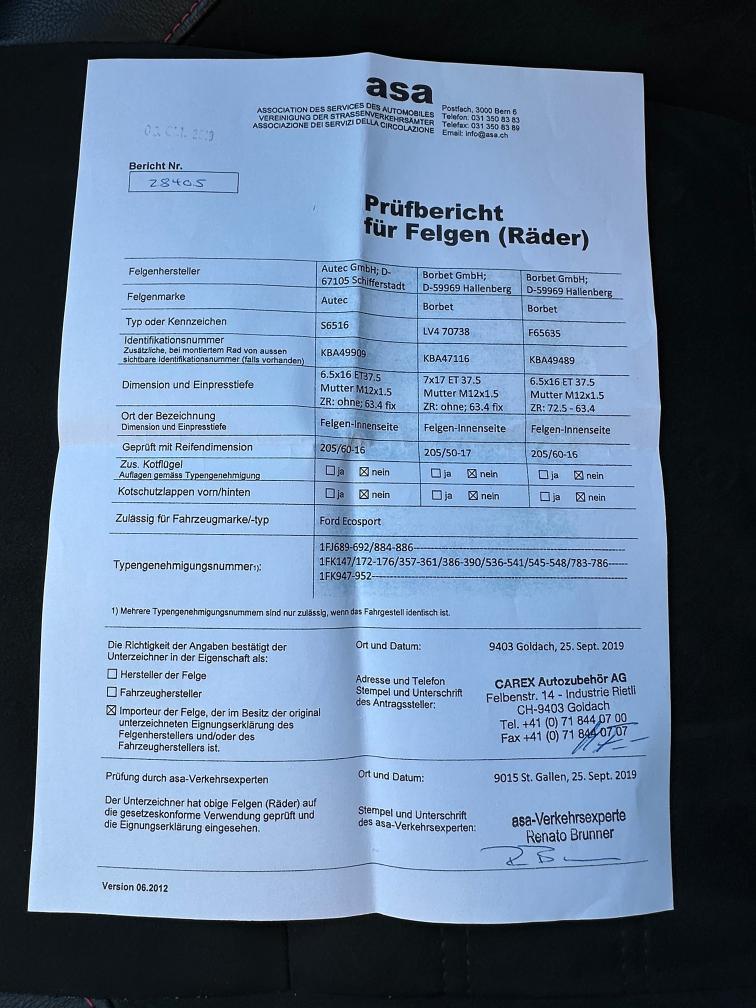 asa
ASSOCIATION DES SERVICES DES AUTOMOBILES
VEREINIGUNG DER STRASSENVERKEHRSÄMTER
ASSOCIAZIONE DEI SERVIZI DELLA CIRCOLAZIONE
Postfach, 3000 Bern 6
Telefon: 031 350 83 83
Telefax: 031 350 83 89
Email: info@asa.ch
Bericht Nr.
28405
Prüfbericht
für Felgen (Räder)
Felgenhersteller
Autec GmbH; D-
67105 Schifferstadt
Borbet GmbH;
D-59969 Hallenberg
Borbet GmbH;
D-59969 Hallenberg
Felgenmarke
Autec
Borbet
Borbet
Typ oder Kennzeichen
S6516
LV4 70738
F65635
Identifikationsnummer
Zusätzliche, bei montiertem Rad von aussen
sichtbare Identifikationsnummer (falls vorhanden)
KBA49909
KBA47116
KBA49489
Dimension und Einpresstiefe
6.5x16 ET37.5
Mutter M12x1.5
ZR: ohne; 63.4 fix
7x17 ET 37.5
Mutter M12x1.5
ZR: ohne; 63.4 fix
6.5x16 ET 37.5
Mutter M12x1.5
ZR: 72.5 - 63.4
Ort der Bezeichnung
Dimension und Einpresstiefe
Felgen-Innenseite
Felgen-Innenseite
Felgen-Innenseite
Geprüft mit Reifendimension
205/60-16
205/50-17
205/60-16
Zus. Kotflügel
Auflagen gemäss Typengenehmigung
☐ ja ☒ nein
☐ ja ☒ nein
☐ ja ☒ nein
Kotschutzlappen vorn/hinten
☐ ja ☒ nein
☐ ja ☒ nein
☐ ja ☒ nein
Zulässig für Fahrzeugmarke/-typ
Ford Ecosport
Typengenehmigungsnummer1):
1FJ689-692/884-886
1FK147/172-176/357-361/386-390/536-541/545-548/783-786
1FK947-952
1) Mehrere Typengenehmigungsnummern sind nur zulässig, wenn das Fahrgestell identisch ist.
Die Richtigkeit der Angaben bestätigt der
Unterzeichner in der Eigenschaft als:
☐ Hersteller der Felge
☐ Fahrzeughersteller
☒ Importeur der Felge, der im Besitz der original
unterzeichneten Eignungserklärung des
Felgenherstellers und/oder des
Fahrzeugherstellers ist.
Ort und Datum:
9403 Goldach, 25. Sept. 2019
Adresse und Telefon
Stempel und Unterschrift
des Antragssteller:
CAREX Autozubehör AG
Felbenstr. 14 - Industrie Rietli
CH-9403 Goldach
Tel. +41 (0) 71 844 07 00
Fax +41 (0) 71 844 07 07
Prüfung durch asa-Verkehrsexperten
Der Unterzeichner hat obige Felgen (Räder) auf
die gesetzeskonforme Verwendung geprüft und
die Eignungserklärung eingesehen.
Ort und Datum:
9015 St. Gallen, 25. Sept. 2019
Stempel und Unterschrift
des asa-Verkehrsexperten:
asa-Verkehrsexperte
Renato Brunner
Version 06.2012